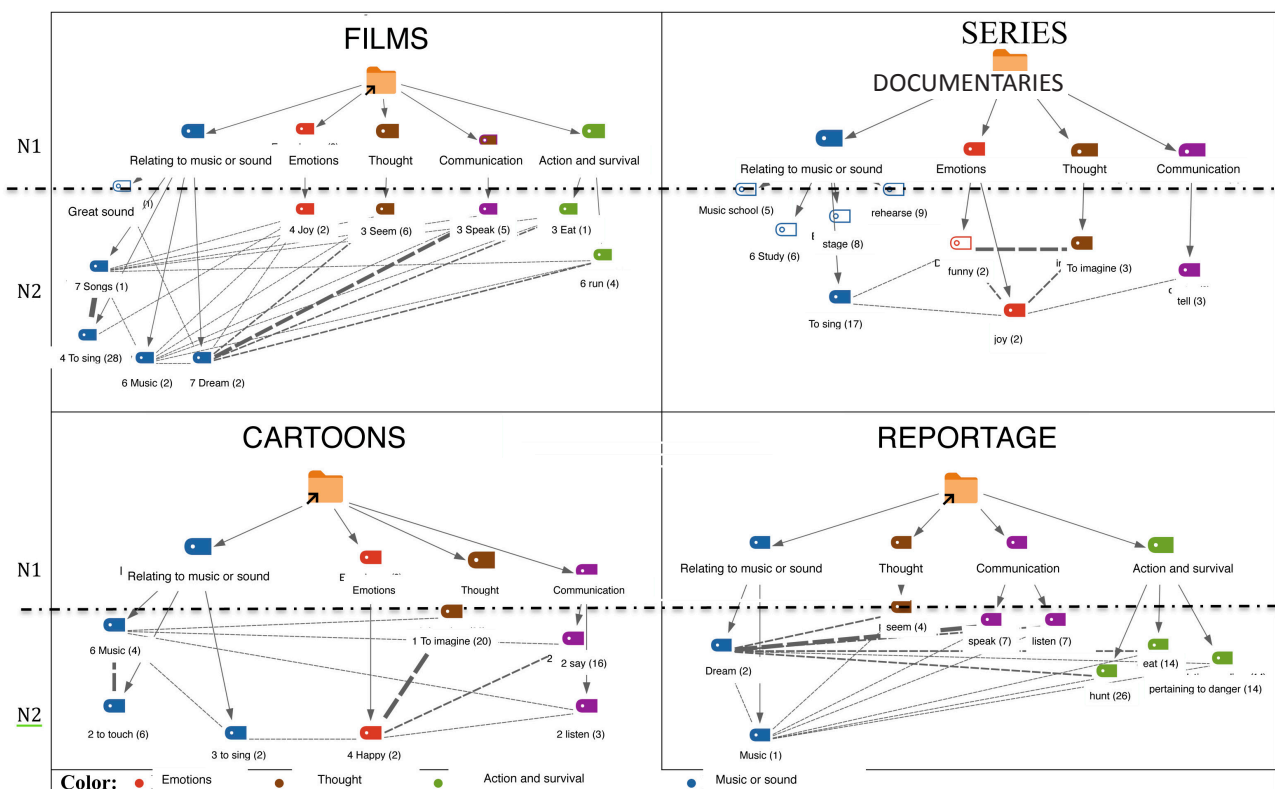 FILMS
N1
Relating to music or sound
Emotions
Thought
Communication
Action and survival
(1)
Great sound
4 Joy (2)
3 Seem (6)
3 Speak (5)
3 Eat (1)
N2
7 Songs (1)
6 run (4)
4 To sing (28)
6 Music (2)
7 Dream (2)
SERIES
DOCUMENTARIES
Relating to music or sound
Emotions
Thought
Communication
Music school (5)
rehearse (9)
stage (8)
6 Study (6)
funny (2)
To imagine (3)
tell (3)
To sing (17)
joy (2)
CARTOONS
N1
Relating to music or sound
Emotions
Thought
Communication
6 Music (4)
1 To imagine (20)
2
2 say (16)
N2
2 to touch (6)
3 to sing (2)
4 Happy (2)
2 listen (3)
REPORTAGE
Relating to music or sound
Thought
Communication
Action and survival
seem (4)
speak (7)
listen (7)
Dream (2)
eat (14)
hunt (26)
pertaining to danger (14)
Music (1)
Color:
Emotions
Thought
Action and survival
Music or sound